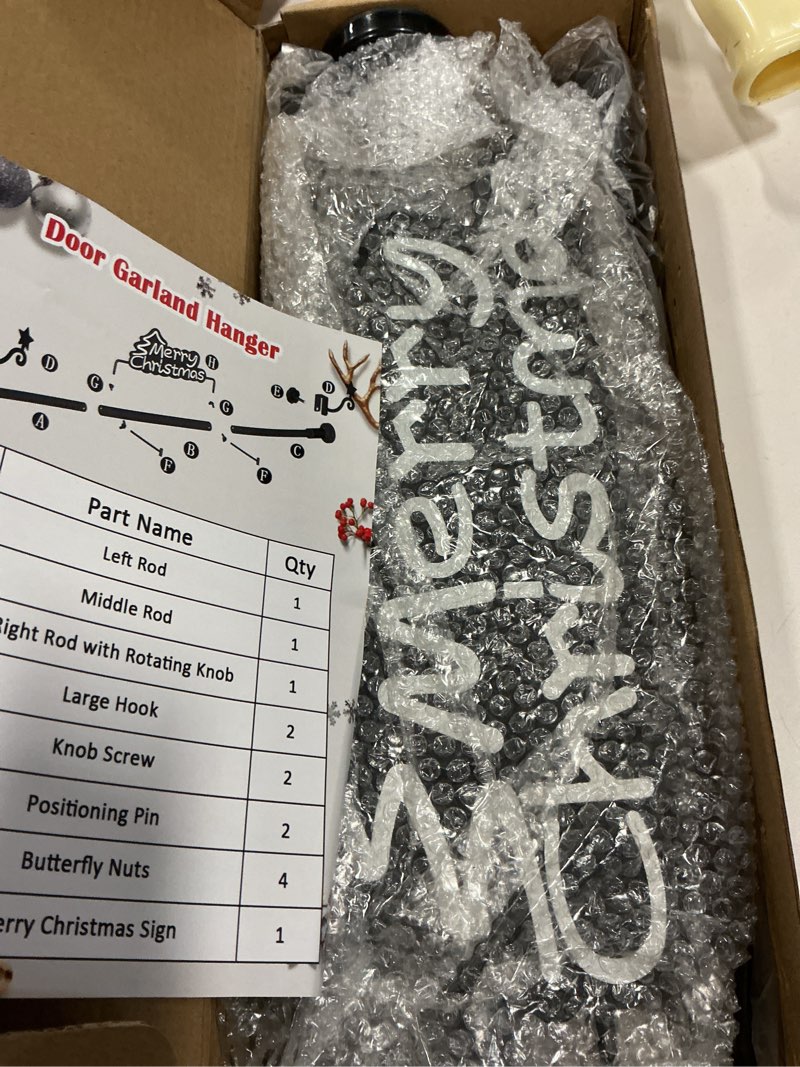 Door Garland Hanger
Merry
Christmas
H
D
G
E
D
G
A
B
C
F
F
Part Name Qty
Left Rod 1
Middle Rod 1
Right Rod with Rotating Knob 1
Large Hook 2
Knob Screw 2
Positioning Pin 2
Butterfly Nuts 4
erry Christmas Sign 1
Merry
Christmas